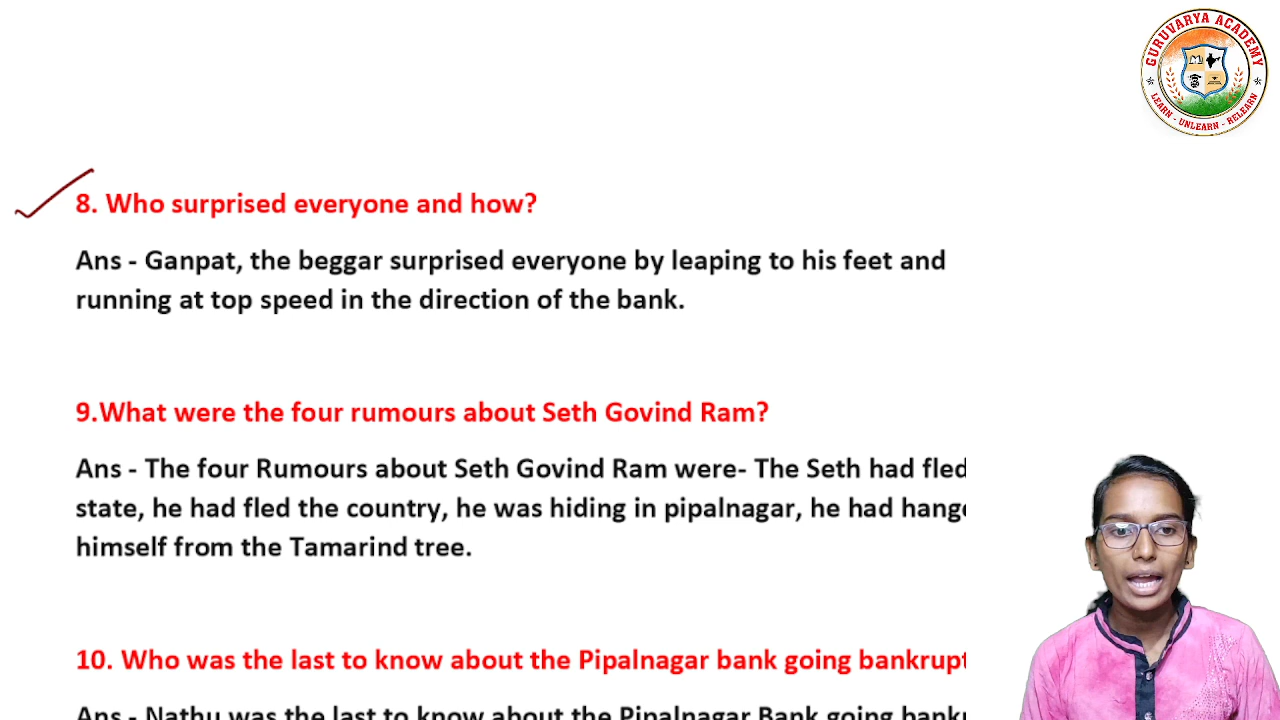 GURUVARYA ACADEMY
LEARN - UNLEARN - RELEARN
8. Who surprised everyone and how?
Ans - Ganpat, the beggar surprised everyone by leaping to his feet and
running at top speed in the direction of the bank.
9.What were the four rumours about Seth Govind Ram?
Ans - The four Rumours about Seth Govind Ram were- The Seth had fled
state, he had fled the country, he was hiding in pipalnagar, he had hange
himself from the Tamarind tree.
10. Who was the last to know about the Pipalnagar bank going bankrupt
Ans - Nathu was the last to know about the Pipalnagar Bank going bankr